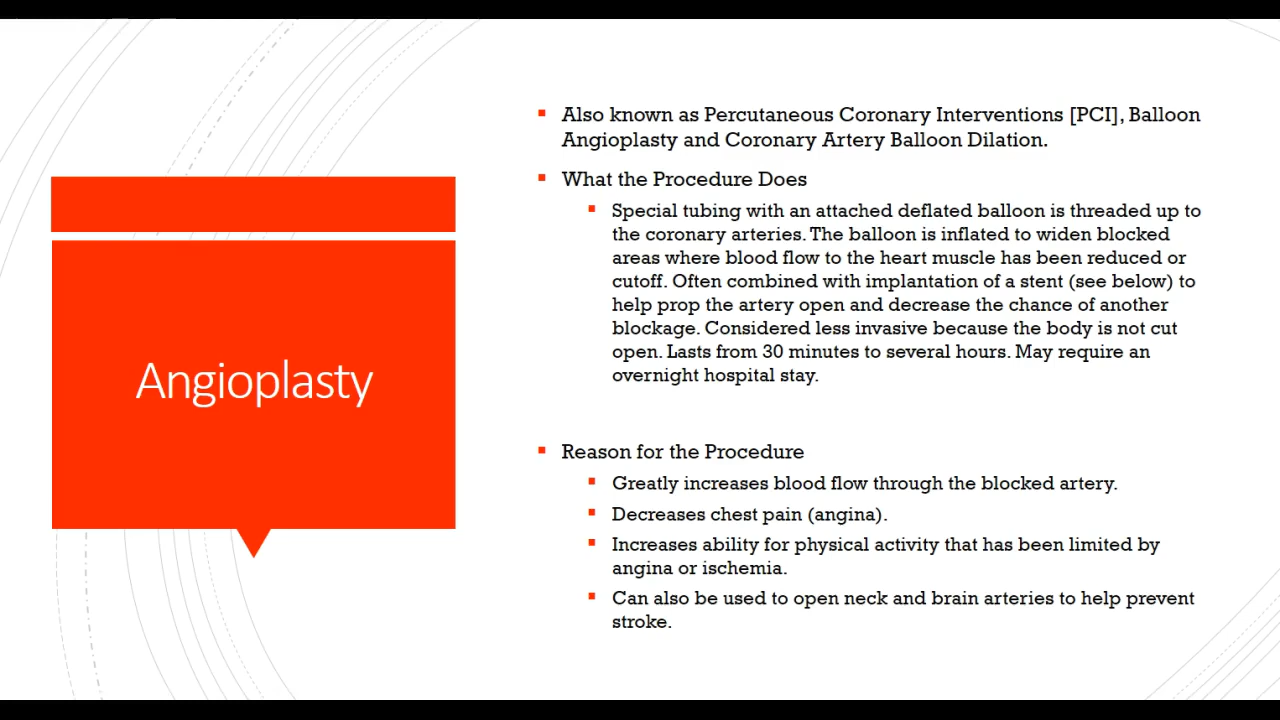 Angioplasty
Also known as Percutaneous Coronary Interventions [PCI], Balloon
Angioplasty and Coronary Artery Balloon Dilation.
What the Procedure Does
Special tubing with an attached deflated balloon is threaded up to
the coronary arteries. The balloon is inflated to widen blocked
areas where blood flow to the heart muscle has been reduced or
cutoff. Often combined with implantation of a stent (see below) to
help prop the artery open and decrease the chance of another
blockage. Considered less invasive because the body is not cut
open. Lasts from 30 minutes to several hours. May require an
overnight hospital stay.
Reason for the Procedure
Greatly increases blood flow through the blocked artery.
Decreases chest pain (angina).
Increases ability for physical activity that has been limited by
angina or ischemia.
Can also be used to open neck and brain arteries to help prevent
stroke.